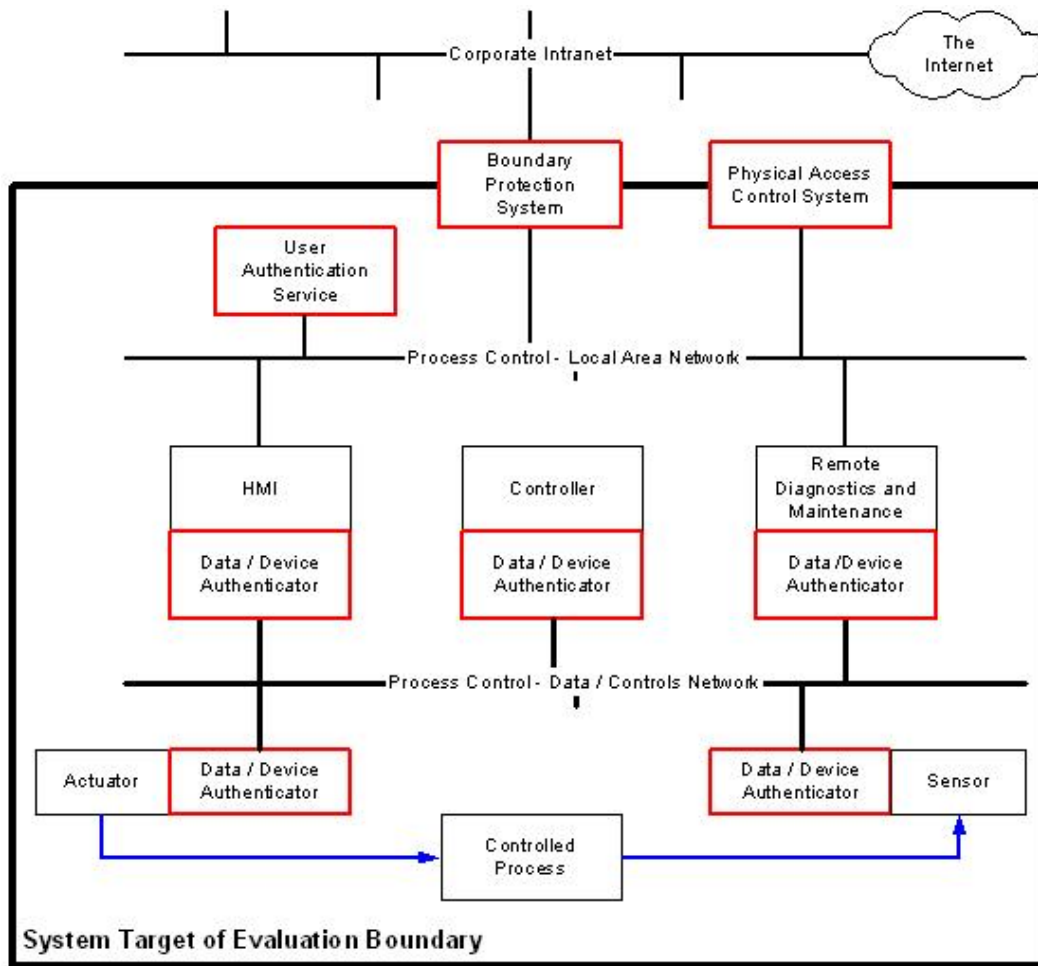 Corporate Intranet
The
Internet
Boundary
Protection
System
Physical Access
Control System
User
Authentication
Service
Process Control - Local Area Network
HMI
Controller
Remote
Diagnostics and
Maintenance
Data / Device
Authenticator
Data / Device
Authenticator
Data /Device
Authenticator
Process Control - Data / Controls Network
Actuator
Data / Device
Authenticator
Data / Device
Authenticator
Sensor
Controlled
Process
System Target of Evaluation Boundary